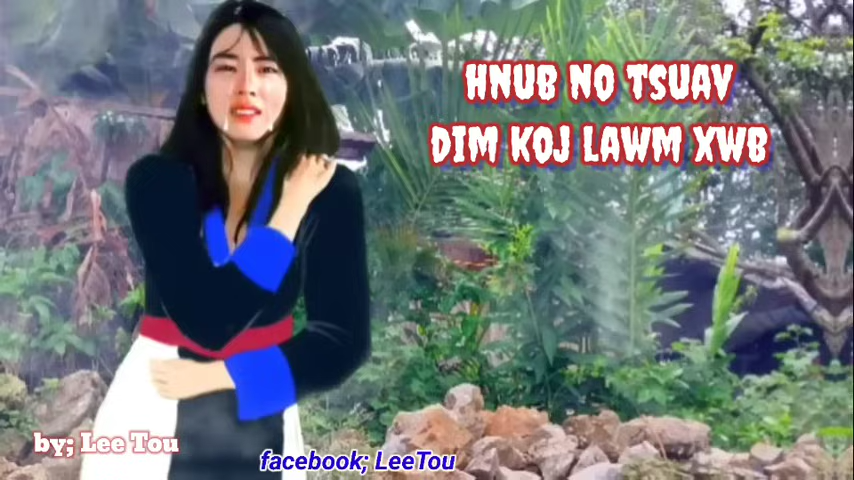 HNUB NO TSUAV
DIM KOJ LAWM XWB
by; Lee Tou
facebook; LeeTou